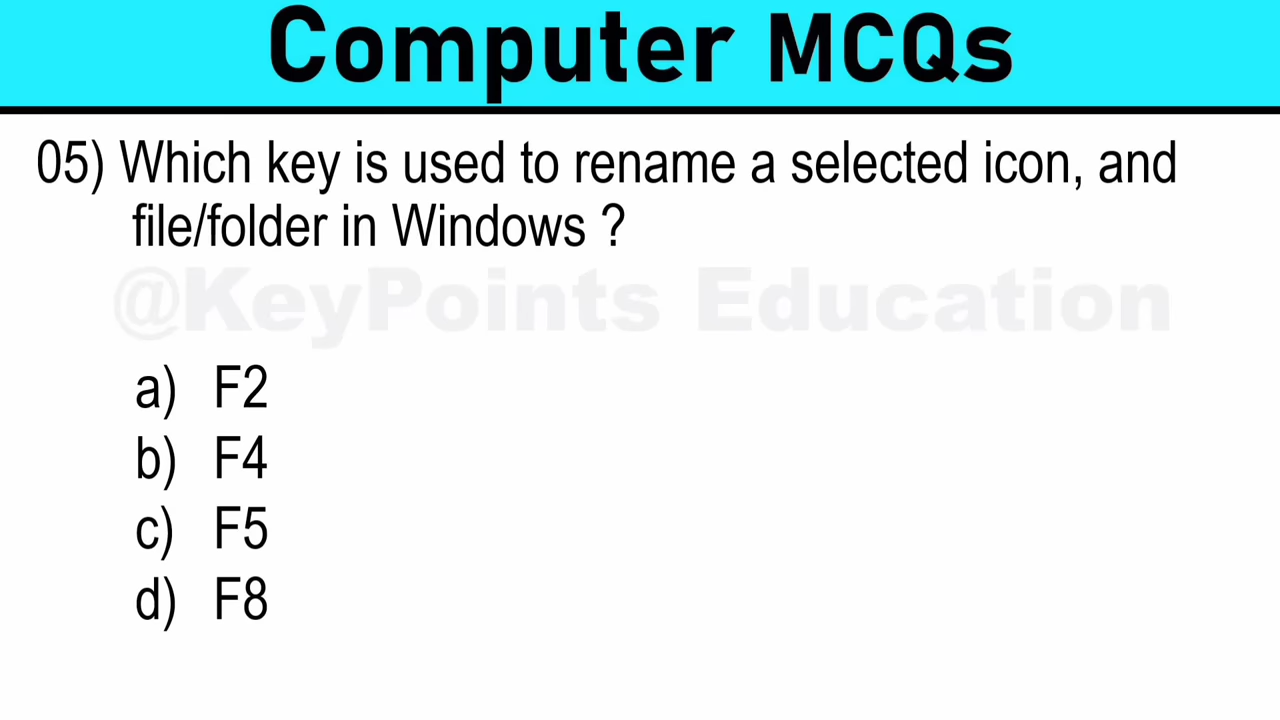 Computer MCQs
05) Which key is used to rename a selected icon, and
file/folder in Windows ?
@KeyPoints Education
a) F2
b) F4
c) F5
d) F8